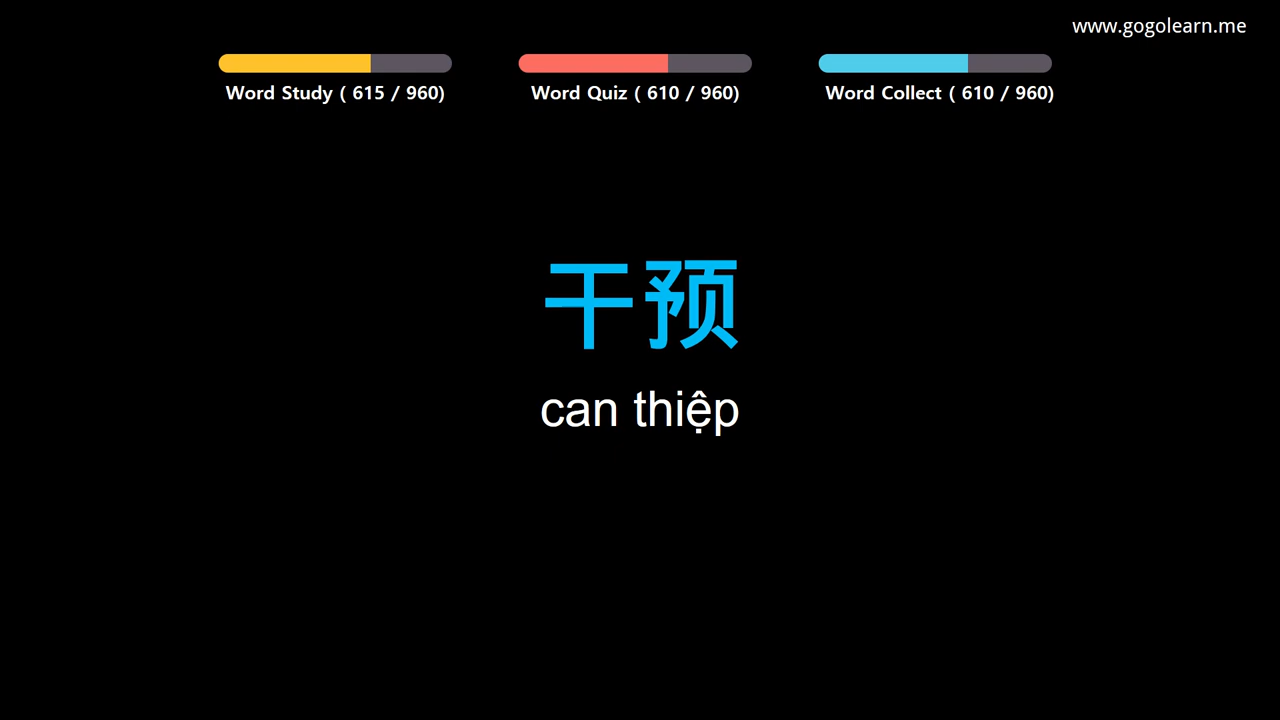 www.gogolearn.me
Word Study ( 615 / 960)
Word Quiz ( 610 / 960)
Word Collect ( 610 / 960)
干预
can thiệp